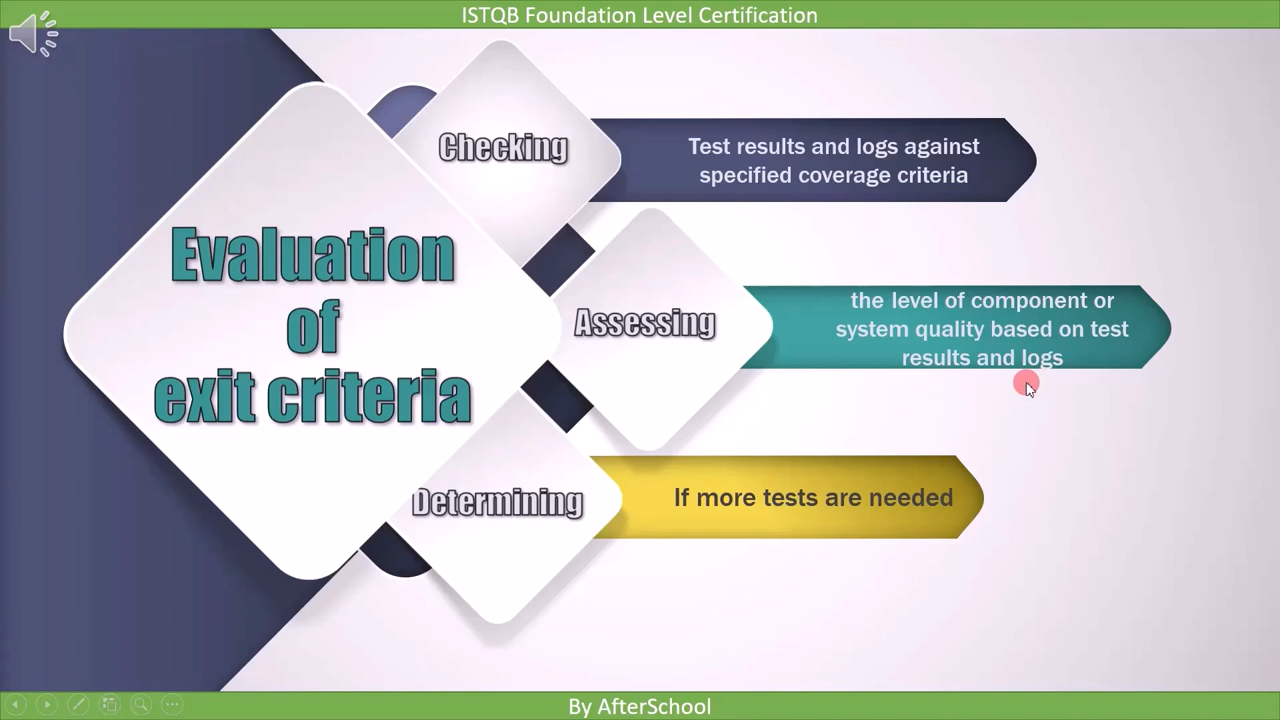 ISTQB Foundation Level Certification
Evaluation
of
exit criteria
Checking
Test results and logs against
specified coverage criteria
Assessing
the level of component or
system quality based on test
results and logs
Determining
If more tests are needed
By AfterSchool